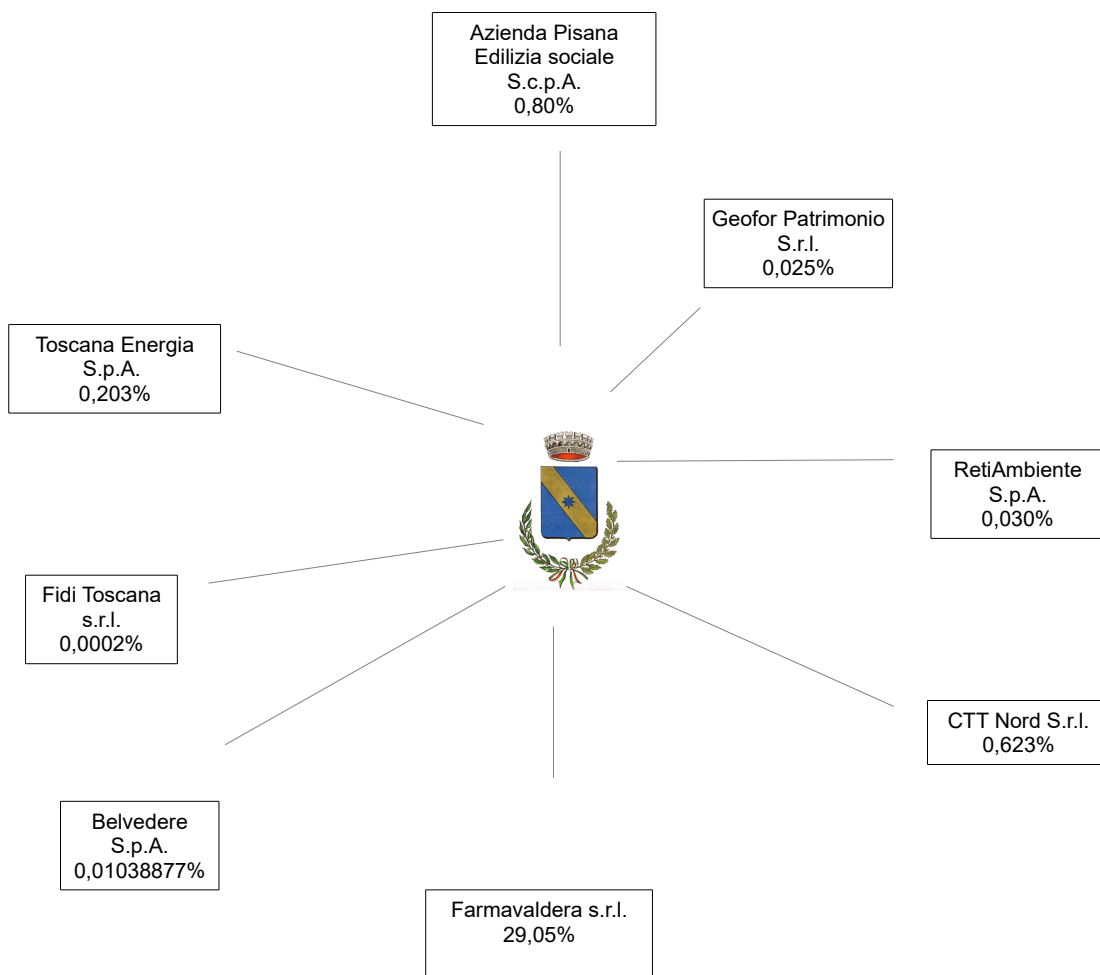 Azienda Pisana
Edilizia sociale
S.c.p.A.
0,80%
Geofor Patrimonio
S.r.l.
0,025%
Toscana Energia
S.p.A.
0,203%
RetiAmbiente
S.p.A.
0,030%
Fidi Toscana
s.r.l.
0,0002%
CTT Nord S.r.l.
0,623%
Belvedere
S.p.A.
0,01038877%
Farmavaldera s.r.l.
29,05%